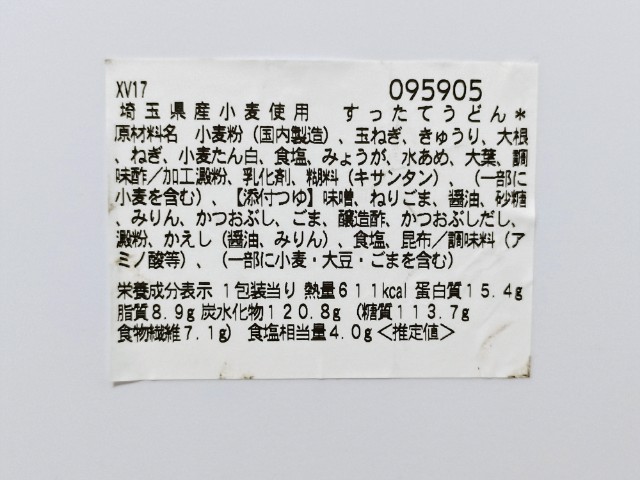 XV17 095905
埼玉県産小麦使用 すったてうどん*
原材料名 小麦粉(国内製造)、玉ねぎ、きゅうり、大根
、ねぎ、小麦たん白、食塩、みょうが、水あめ、大葉、調
味酢/加工澱粉、乳化剤、糊料(キサンタン)、(一部に
小麦を含む)、【添付つゆ】味噌、ねりごま、醤油、砂糖
、みりん、かつおぶし、ごま、醸造酢、かつおぶしだし、
澱粉、かえし(醤油、みりん)、食塩、昆布/調味料(ア
ミノ酸等)、(一部に小麦・大豆・ごまを含む)
栄養成分表示 1包装当り 熱量611kcal 蛋白質15.4g
脂質8.9g 炭水化物120.8g (糖質113.7g
食物繊維7.1g) 食塩相当量4.0g<推定値>